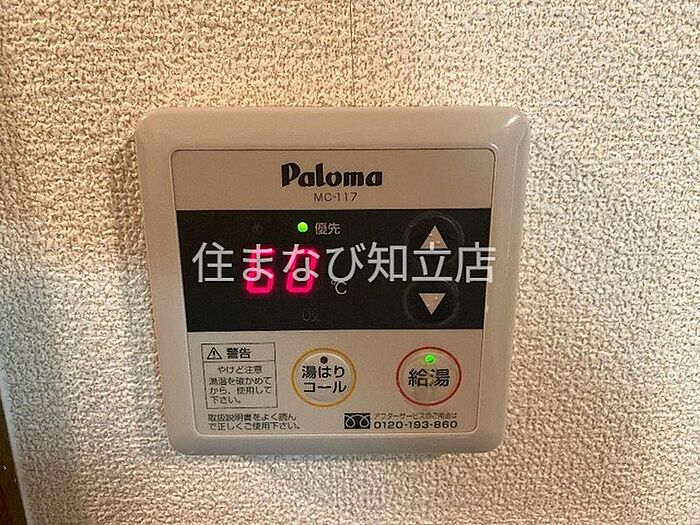 Paloma
MC-117
優先
住まなび知立店
60
℃
警告
やけど注意
湯温を確かめて
から、使用して
下さい。
取扱説明書をよく読ん
で正しくご使用下さい。
湯はり
コール
給湯
アフターサービスのご用命は
0120-193-860